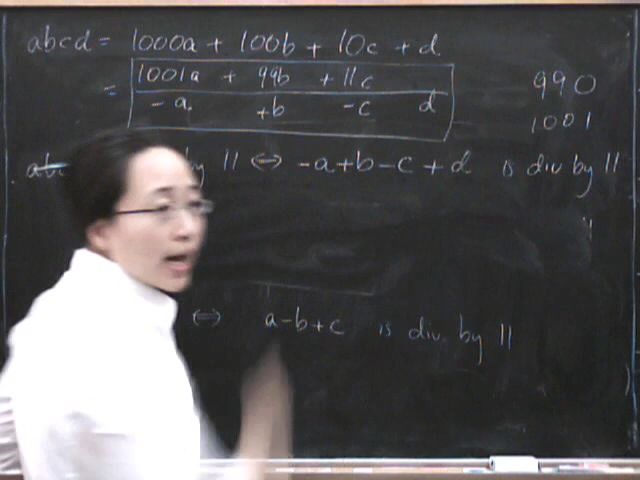 abcd = 1000a + 100b + 10c + d
= 1001a + 99b + 11c
- a + b - c d
990
1001
by 11 ⇔ -a+b-c+d is div by 11
11
⇔ a-b+c is div. by 11